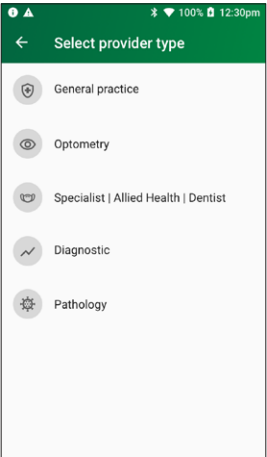 100% 12:30pm
Select provider type
General practice
Optometry
Specialist | Allied Health | Dentist
Diagnostic
Pathology